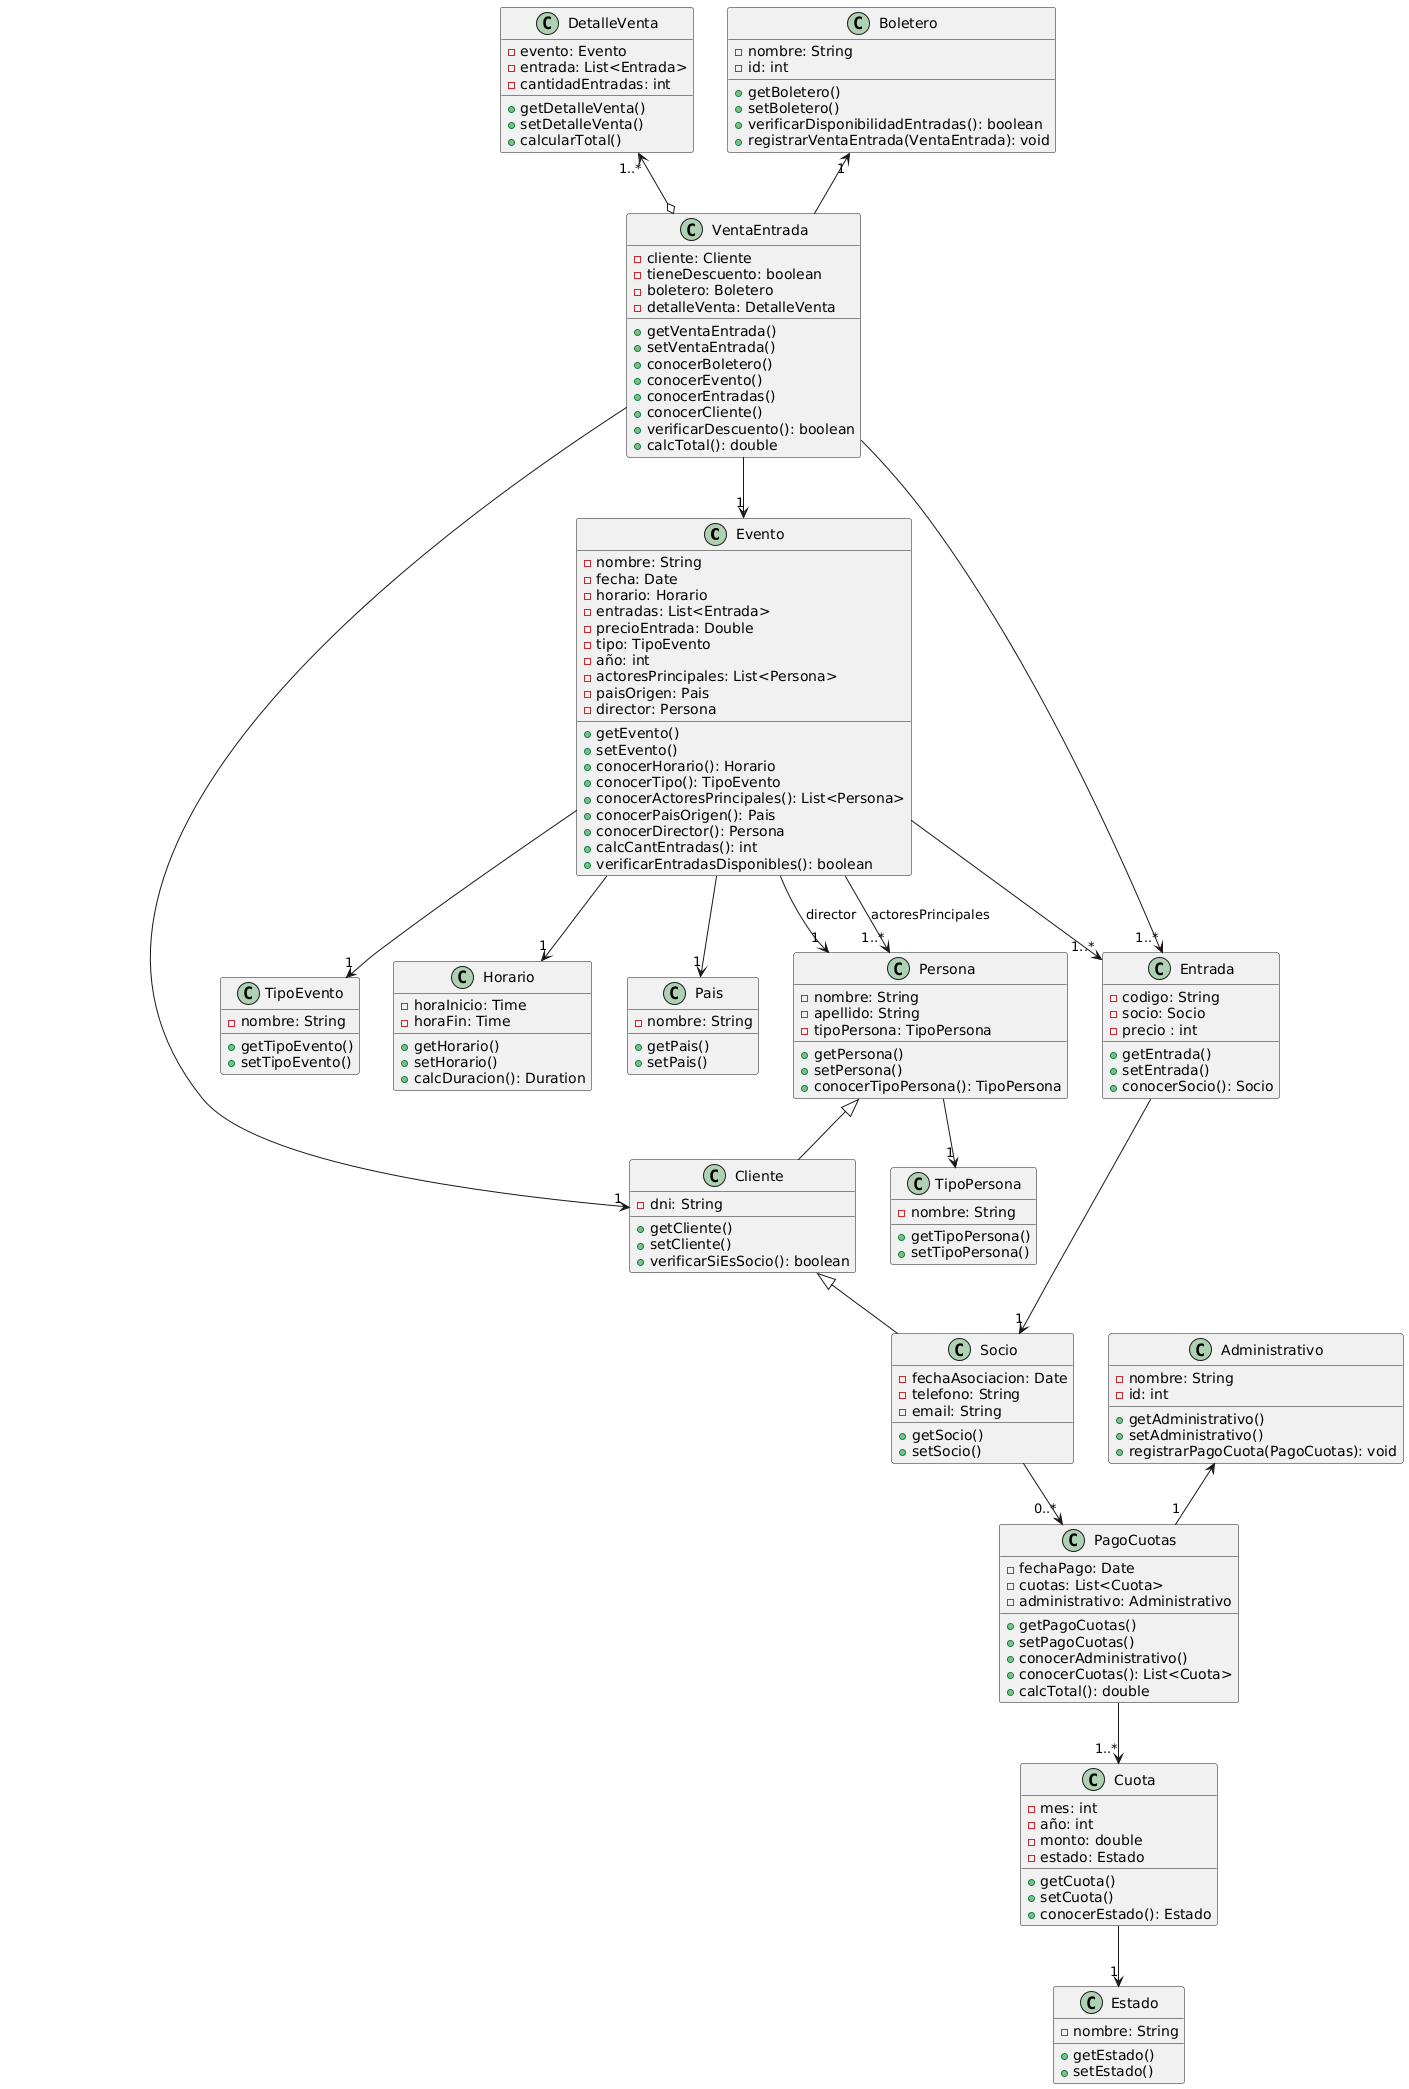 C DetalleVenta
evento: Evento
entrada: List<Entrada>
cantidadEntradas: int
getDetalleVenta()
setDetalleVenta()
calcularTotal()
C Boletero
nombre: String
id: int
getBoletero()
setBoletero()
verificarDisponibilidadEntradas(): boolean
registrarVentaEntrada(VentaEntrada): void
1..*
1
C VentaEntrada
cliente: Cliente
tieneDescuento: boolean
boletero: Boletero
detalleVenta: DetalleVenta
getVentaEntrada()
setVentaEntrada()
conocerBoletero()
conocerEvento()
conocerEntradas()
conocerCliente()
verificarDescuento(): boolean
calcTotal(): double
1
C Evento
nombre: String
fecha: Date
horario: Horario
entradas: List<Entrada>
precioEntrada: Double
tipo: TipoEvento
año: int
actoresPrincipales: List<Persona>
paisOrigen: Pais
director: Persona
getEvento()
setEvento()
conocerHorario(): Horario
conocerTipo(): TipoEvento
conocerActoresPrincipales(): List<Persona>
conocerPaisOrigen(): Pais
conocerDirector(): Persona
calcCantEntradas(): int
verificarEntradasDisponibles(): boolean
director
actoresPrincipales
1
1
1
1
1..*
1..*
1..*
C TipoEvento
nombre: String
getTipoEvento()
setTipoEvento()
C Horario
horaInicio: Time
horaFin: Time
getHorario()
setHorario()
calcDuracion(): Duration
C Pais
nombre: String
getPais()
setPais()
C Persona
nombre: String
apellido: String
tipoPersona: TipoPersona
getPersona()
setPersona()
conocerTipoPersona(): TipoPersona
C Entrada
codigo: String
socio: Socio
precio : int
getEntrada()
setEntrada()
conocerSocio(): Socio
1
1
C Cliente
dni: String
getCliente()
setCliente()
verificarSiEsSocio(): boolean
C TipoPersona
nombre: String
getTipoPersona()
setTipoPersona()
1
C Socio
fechaAsociacion: Date
telefono: String
email: String
getSocio()
setSocio()
C Administrativo
nombre: String
id: int
getAdministrativo()
setAdministrativo()
registrarPagoCuota(PagoCuotas): void
0..*
1
C PagoCuotas
fechaPago: Date
cuotas: List<Cuota>
administrativo: Administrativo
getPagoCuotas()
setPagoCuotas()
conocerAdministrativo()
conocerCuotas(): List<Cuota>
calcTotal(): double
1..*
C Cuota
mes: int
año: int
monto: double
estado: Estado
getCuota()
setCuota()
conocerEstado(): Estado
1
C Estado
nombre: String
getEstado()
setEstado()